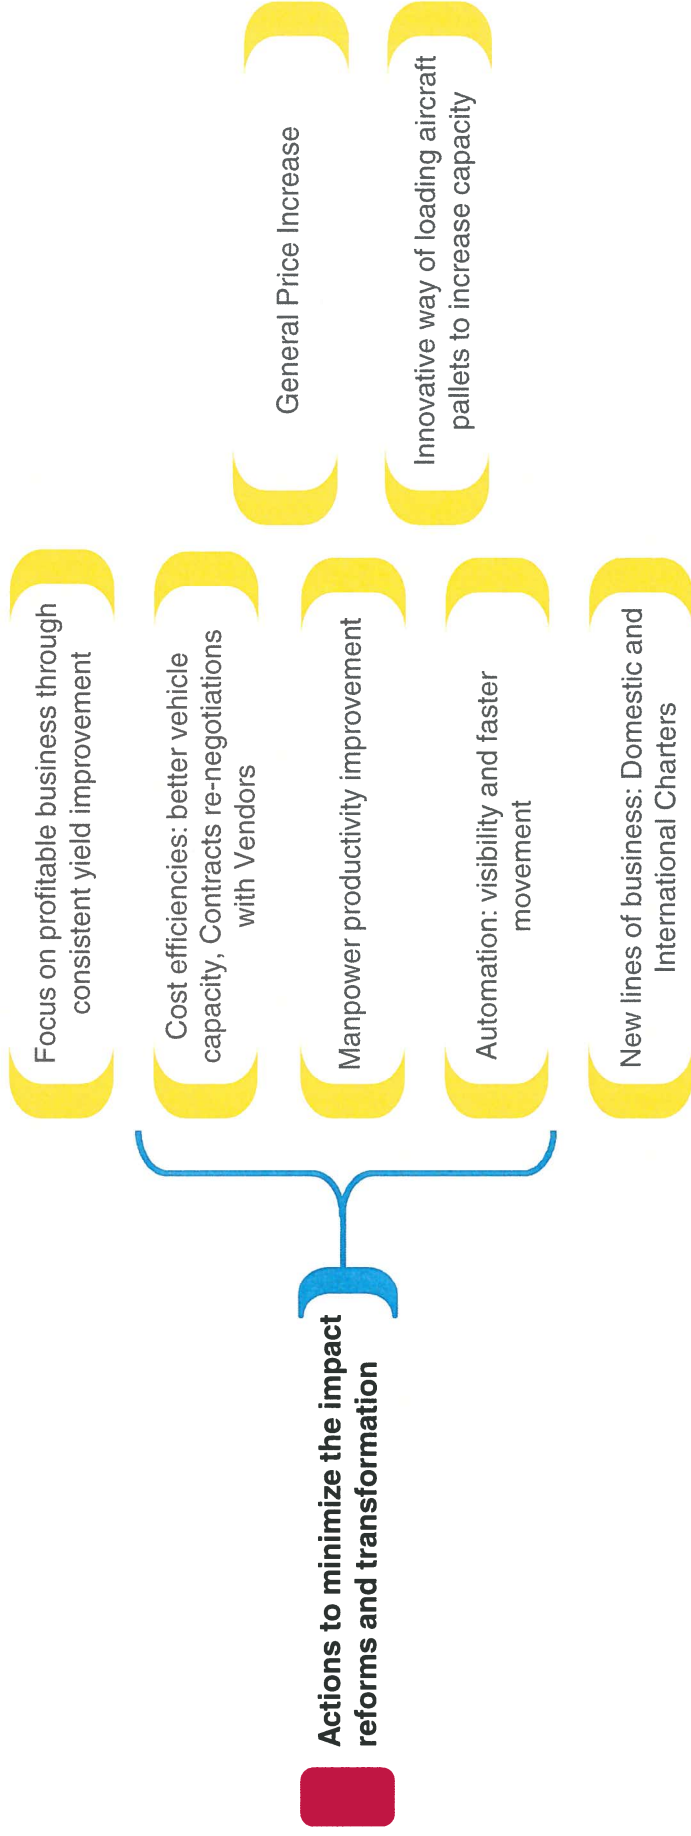 Actions to minimize the impact
reforms and transformation
Focus on profitable business through
consistent yield improvement
Cost efficiencies: better vehicle
capacity, Contracts re-negotiations
with Vendors
Manpower productivity improvement
Automation: visibility and faster
movement
New lines of business: Domestic and
International Charters
General Price Increase
Innovative way of loading aircraft
pallets to increase capacity